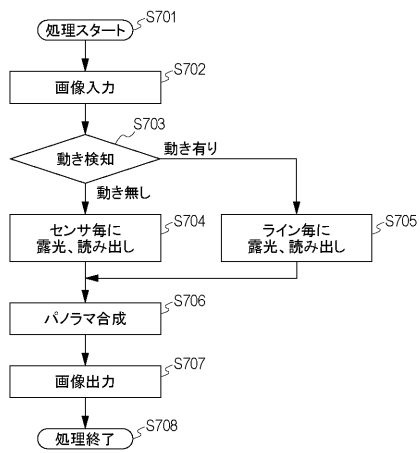 処理スタート
S701
画像入力
S702
動き検知
S703
動き有り
動き無し
センサ毎に
露光、読み出し
S704
ライン毎に
露光、読み出し
S705
パノラマ合成
S706
画像出力
S707
処理終了
S708